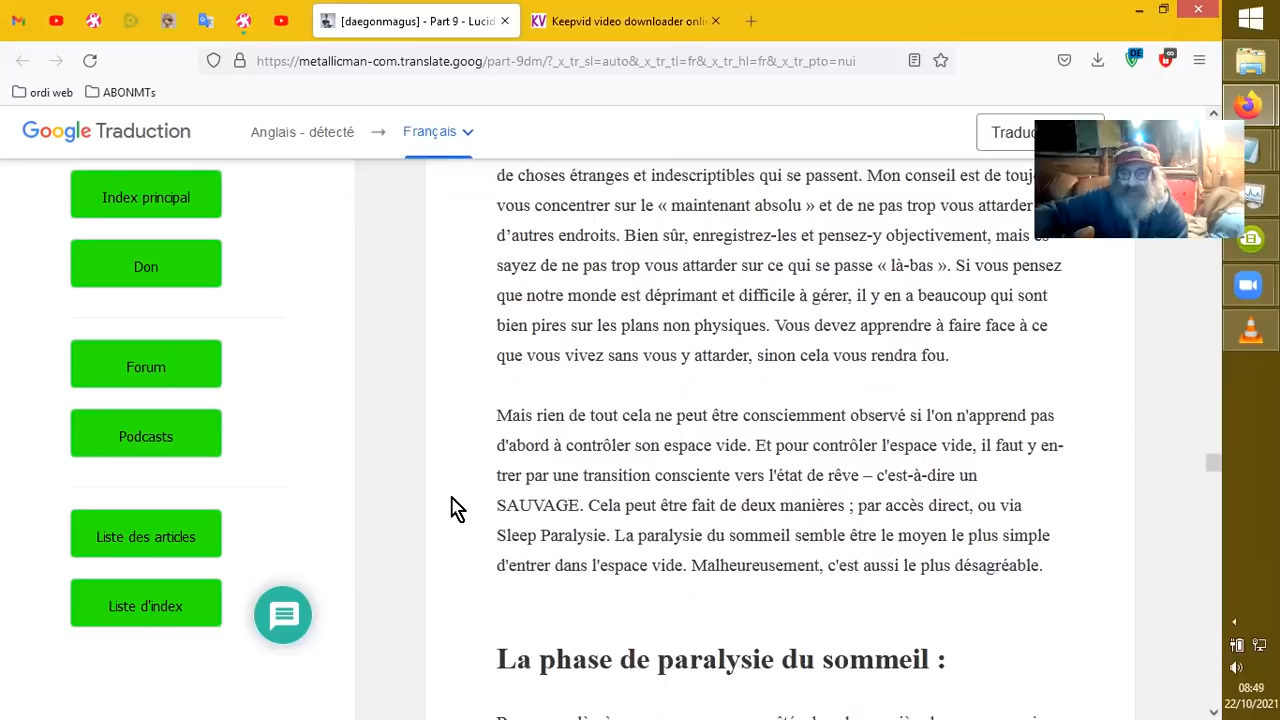 [daegonmagus] - Part 9 - Lucid
Keepvid video downloader onli
https://metallicman-com.translate.goog/part-9dm/?_x_tr_sl=auto&_x_tr_tl=fr&_x_tr_hl=fr&_x_tr_pto=nui
ordi web
ABONMTs
Google Traduction
Anglais - détecté
Français
Index principal
Don
Forum
Podcasts
Liste des articles
Liste d'index
de choses étranges et indescriptibles qui se passent. Mon conseil est de
vous concentrer sur le « maintenant absolu » et de ne pas trop vous attarder
d’autres endroits. Bien sûr, enregistrez-les et pensez-y objectivement, mais es
sayez de ne pas trop vous attarder sur ce qui se passe « là-bas ». Si vous pensez
que notre monde est déprimant et difficile à gérer, il y en a beaucoup qui sont
bien pires sur les plans non physiques. Vous devez apprendre à faire face à ce
que vous vivez sans vous y attarder, sinon cela vous rendra fou.
Mais rien de tout cela ne peut être consciemment observé si l'on n'apprend pas
d'abord à contrôler son espace vide. Et pour contrôler l'espace vide, il faut y en-
trer par une transition consciente vers l'état de rêve – c'est-à-dire un
SAUVAGE. Cela peut être fait de deux manières ; par accès direct, ou via
Sleep Paralysie. La paralysie du sommeil semble être le moyen le plus simple
d'entrer dans l'espace vide. Malheureusement, c'est aussi le plus désagréable.
La phase de paralysie du sommeil :
DE
08:49
22/10/2021